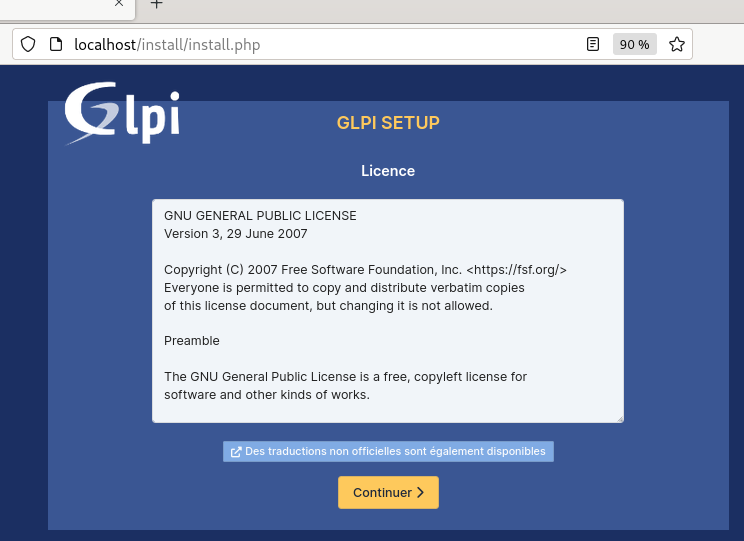 localhost/install/install.php
90 %
Glpi
GLPI SETUP
Licence
GNU GENERAL PUBLIC LICENSE
Version 3, 29 June 2007
Copyright (C) 2007 Free Software Foundation, Inc. <https://fsf.org/>
Everyone is permitted to copy and distribute verbatim copies
of this license document, but changing it is not allowed.
Preamble
The GNU General Public License is a free, copyleft license for
software and other kinds of works.
Des traductions non officielles sont également disponibles
Continuer